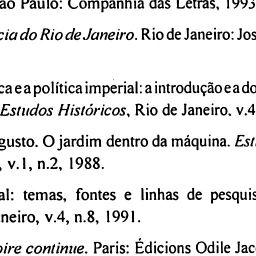 ão Paulo: Companhia das Letras, 1993
cia do Rio de Janeiro. Rio de Janeiro: Jos
ca e a política imperial: a introdução e a do
Estudos Históricos, Rio de Janeiro, v.4
gusto. O jardim dentro da máquina. Est
, v.1, n.2, 1988.
al: temas, fontes e linhas de pesquis
neiro, v.4, n.8, 1991.
oire continue. Paris: Édicions Odile Jac